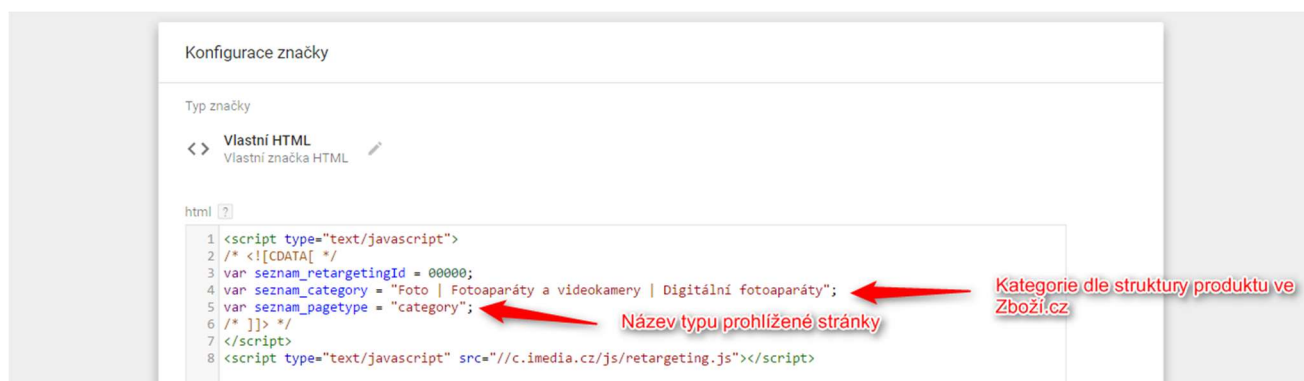 Konfigurace značky
Typ značky
Vlastní HTML
Vlastní značka HTML
html ?
1 <script type="text/javascript">
2 /* <![CDATA[ */
3 var seznam_retargetingId = 00000;
4 var seznam_category = "Foto | Fotoaparáty a videokamery | Digitální fotoaparáty";
5 var seznam_pagetype = "category";
6 /* ]]> */
7 </script>
8 <script type="text/javascript" src="//c.imedia.cz/js/retargeting.js"></script>
Kategorie dle struktury produktu ve
Zboží.cz
Název typu prohlížené stránky